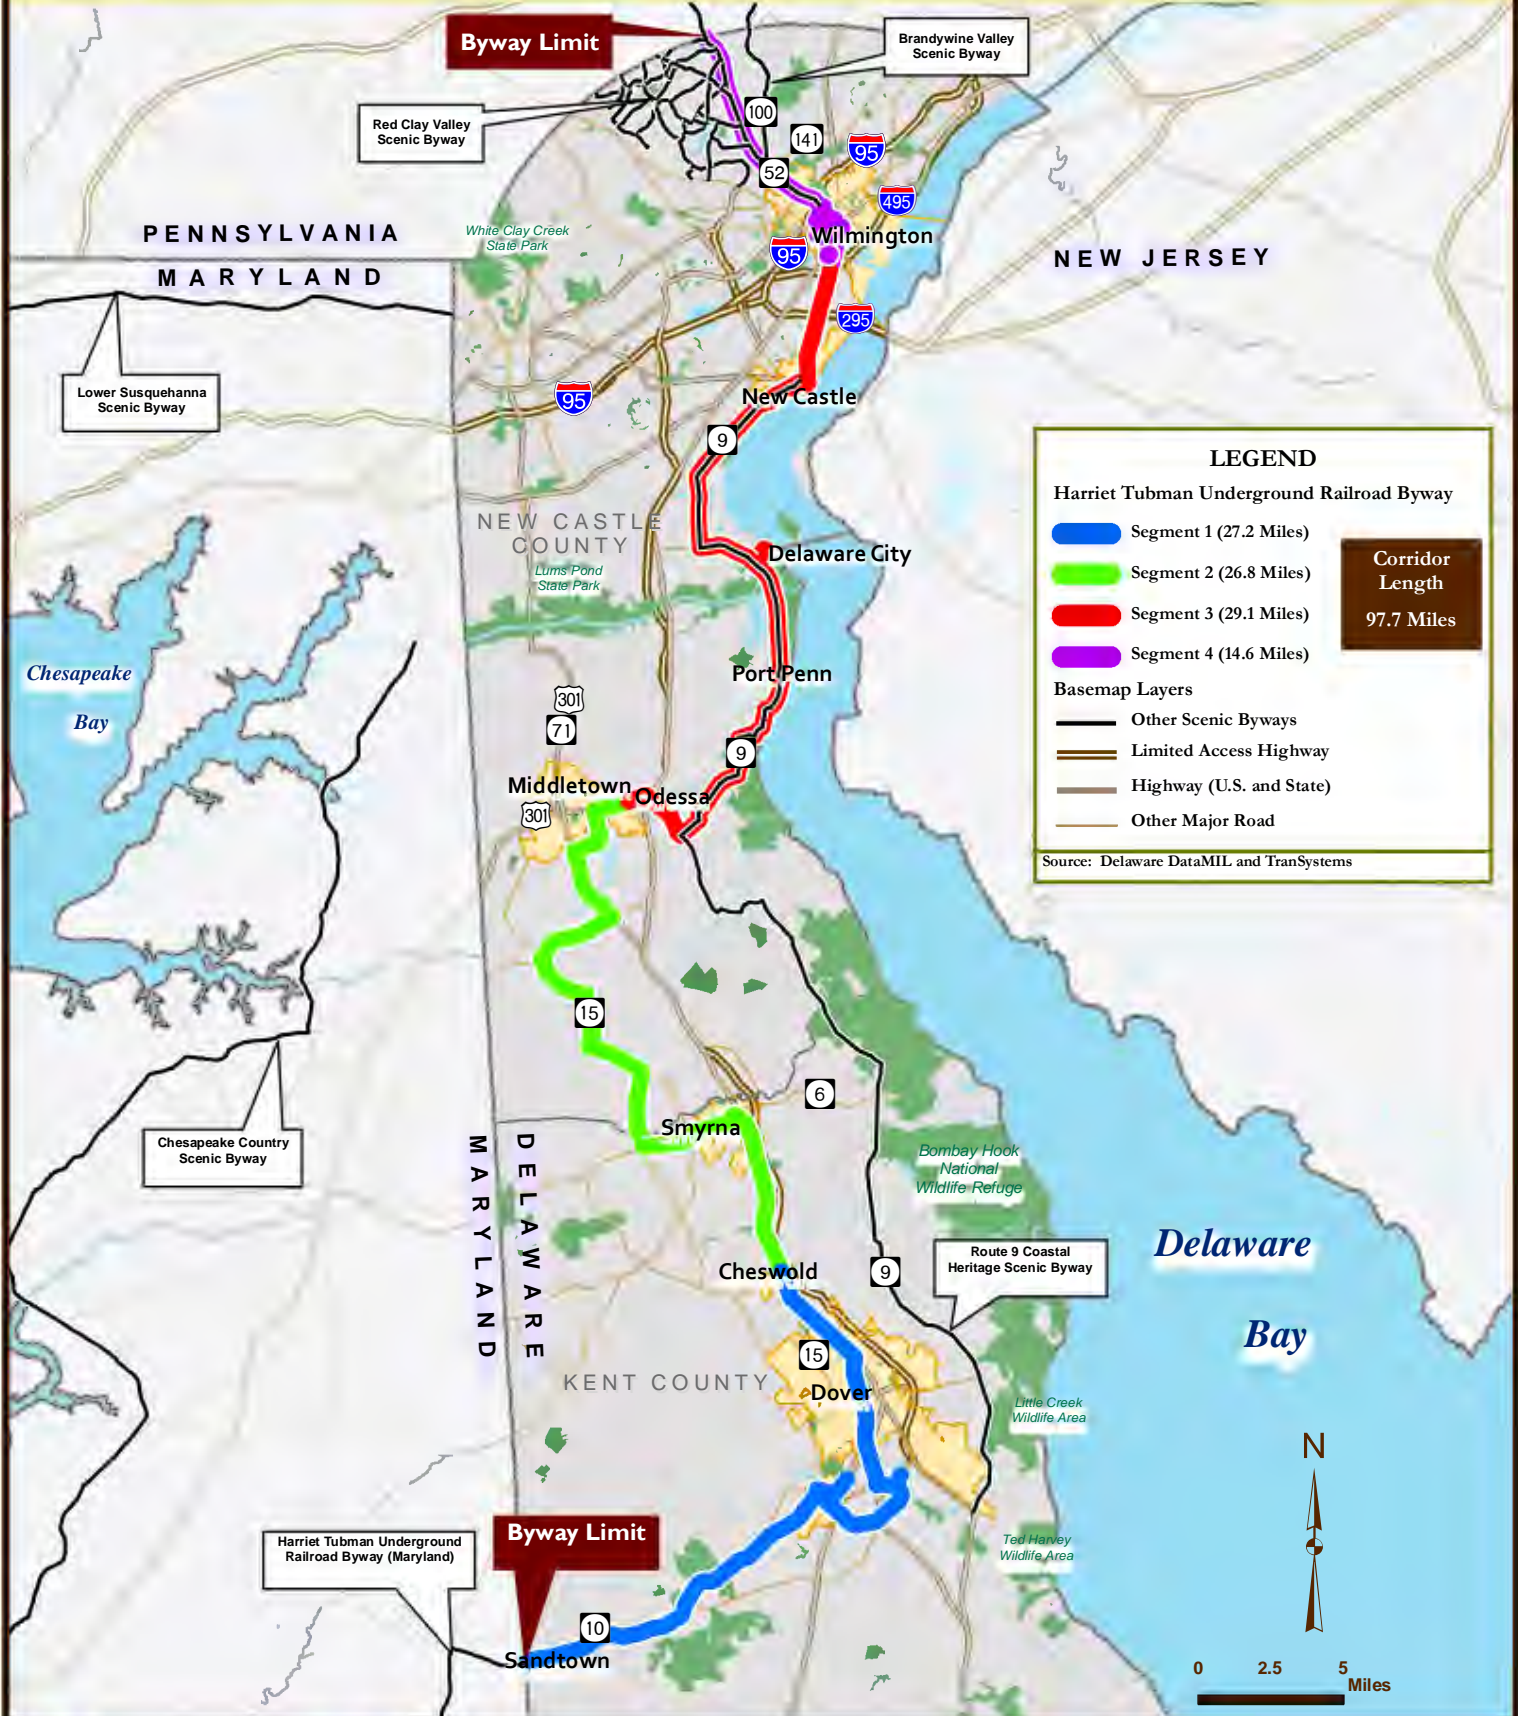 Byway Limit
Brandywine Valley
Scenic Byway
Red Clay Valley
Scenic Byway
100
141
95
52
495
PENNSYLVANIA
MARYLAND
White Clay Creek
State Park
Wilmington
95
NEW JERSEY
295
Lower Susquehanna
Scenic Byway
95
New Castle
9
LEGEND
Harriet Tubman Underground Railroad Byway
Segment 1 (27.2 Miles)
Segment 2 (26.8 Miles)
Segment 3 (29.1 Miles)
Segment 4 (14.6 Miles)
Corridor
Length
97.7 Miles
Basemap Layers
Other Scenic Byways
Limited Access Highway
Highway (U.S. and State)
Other Major Road
Source: Delaware DataMIL and TranSystems
NEW CASTLE
COUNTY
Lums Pond
State Park
Delaware City
Chesapeake
Bay
Port Penn
301
71
9
Middletown
Odessa
301
15
6
Smyrna
Chesapeake Country
Scenic Byway
MARYLAND
DELAWARE
Bombay Hook
National
Wildlife Refuge
Delaware
Bay
Route 9 Coastal
Heritage Scenic Byway
Cheswold
9
15
KENT COUNTY
Dover
Little Creek
Wildlife Area
N
Harriet Tubman Underground
Railroad Byway (Maryland)
Byway Limit
Ted Harvey
Wildlife Area
10
Sandtown
0 2.5 5
Miles